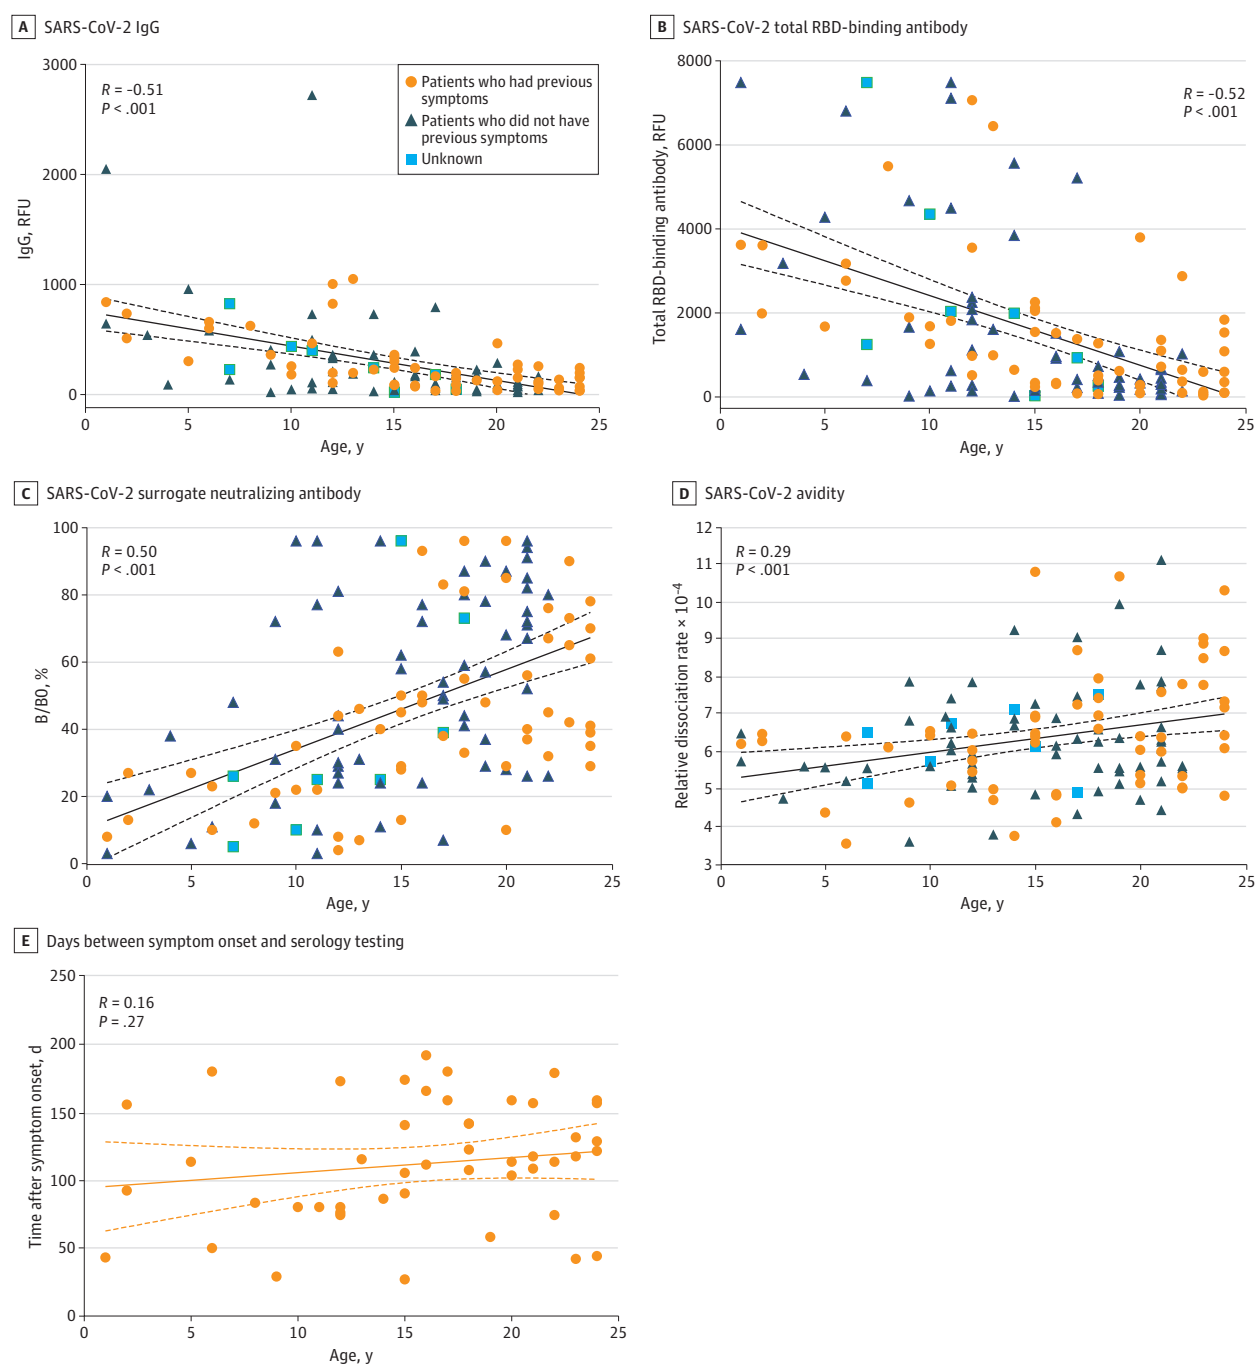 A SARS-CoV-2 IgG
3000
2000
1000
0
IgG, RFU
R = -0.51
P < .001
Patients who had previous
symptoms
Patients who did not have
previous symptoms
Unknown
0 5 10 15 20 25
Age, y
B SARS-CoV-2 total RBD-binding antibody
8000
6000
4000
2000
0
Total RBD-binding antibody, RFU
R = -0.52
P < .001
0 5 10 15 20 25
Age, y
C SARS-CoV-2 surrogate neutralizing antibody
100
80
60
40
20
0
B/B0, %
R = 0.50
P < .001
0 5 10 15 20 25
Age, y
D SARS-CoV-2 avidity
12
11
10
9
8
7
6
5
4
3
Relative dissociation rate × 10⁻⁴
R = 0.29
P < .001
0 5 10 15 20 25
Age, y
E Days between symptom onset and serology testing
250
200
150
100
50
0
Time after symptom onset, d
R = 0.16
P = .27
0 5 10 15 20 25
Age, y